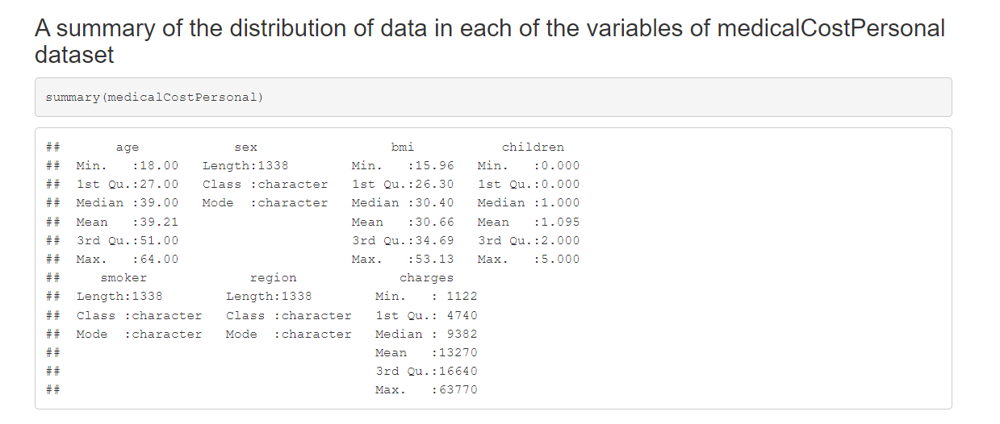 A summary of the distribution of data in each of the variables of medicalCostPersonal
dataset
summary(medicalCostPersonal)
##       age            sex                 bmi           children    
##  Min.   :18.00   Length:1338        Min.   :15.96   Min.   :0.000  
##  1st Qu.:27.00   Class :character   1st Qu.:26.30   1st Qu.:0.000  
##  Median :39.00   Mode  :character   Median :30.40   Median :1.000  
##  Mean   :39.21                      Mean   :30.66   Mean   :1.095  
##  3rd Qu.:51.00                      3rd Qu.:34.69   3rd Qu.:2.000  
##  Max.   :64.00                      Max.   :53.13   Max.   :5.000  
##     smoker             region             charges     
##  Length:1338        Length:1338        Min.   : 1122  
##  Class :character   Class :character   1st Qu.: 4740  
##  Mode  :character   Mode  :character   Median : 9382  
##                                        Mean   :13270  
##                                        3rd Qu.:16640  
##                                        Max.   :63770